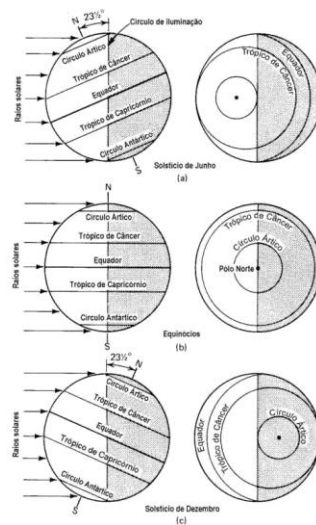 N 23½°
Círculo de iluminação
Círculo Ártico
Trópico de Câncer
Equador
Trópico de Capricórnio
Círculo Antártico
Raios solares
S
Solstício de Junho
(a)
Equador
Trópico de Câncer
N
Círculo Ártico
Trópico de Câncer
Equador
Trópico de Capricórnio
Círculo Antártico
Raios solares
S
Trópico de Câncer
Círculo Ártico
Pólo Norte
Equinócios
(b)
23½° N
Círculo Ártico
Trópico de Câncer
Equador
Trópico de Capricórnio
Círculo Antártico
Raios solares
S
Equador
Trópico de Câncer
Círculo Ártico
Solstício de Dezembro
(c)